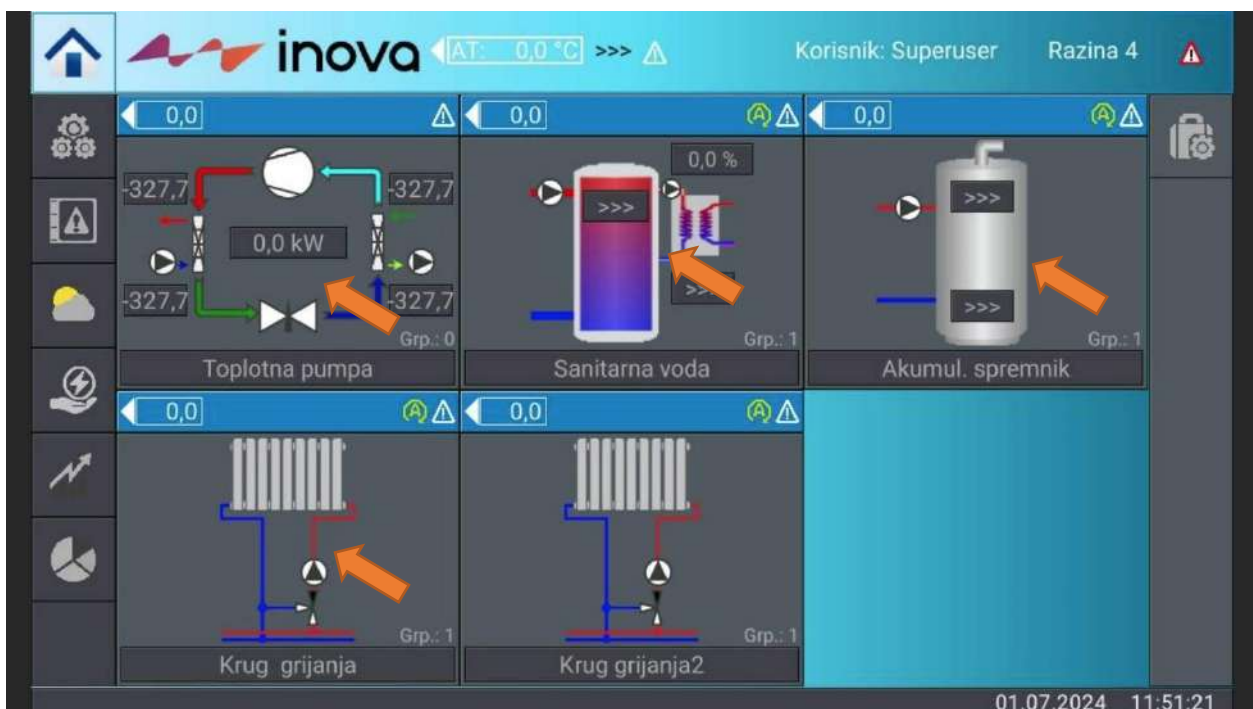 inova AT: 0,0 °C >>> Korisnik: Superuser Razina 4
0,0 0,0 0,0
0,0 %
-327,7 -327,7 >>> >>>
0,0 kW
-327,7 -327,7 >>> >>>
Grp.: 0 Grp.: 1 Grp.: 1
Toplotna pumpa Sanitarna voda Akumul. spremnik
0,0 0,0
Grp.: 1 Grp.: 1
Krug grijanja Krug grijanja2
01.07.2024 11:51:21